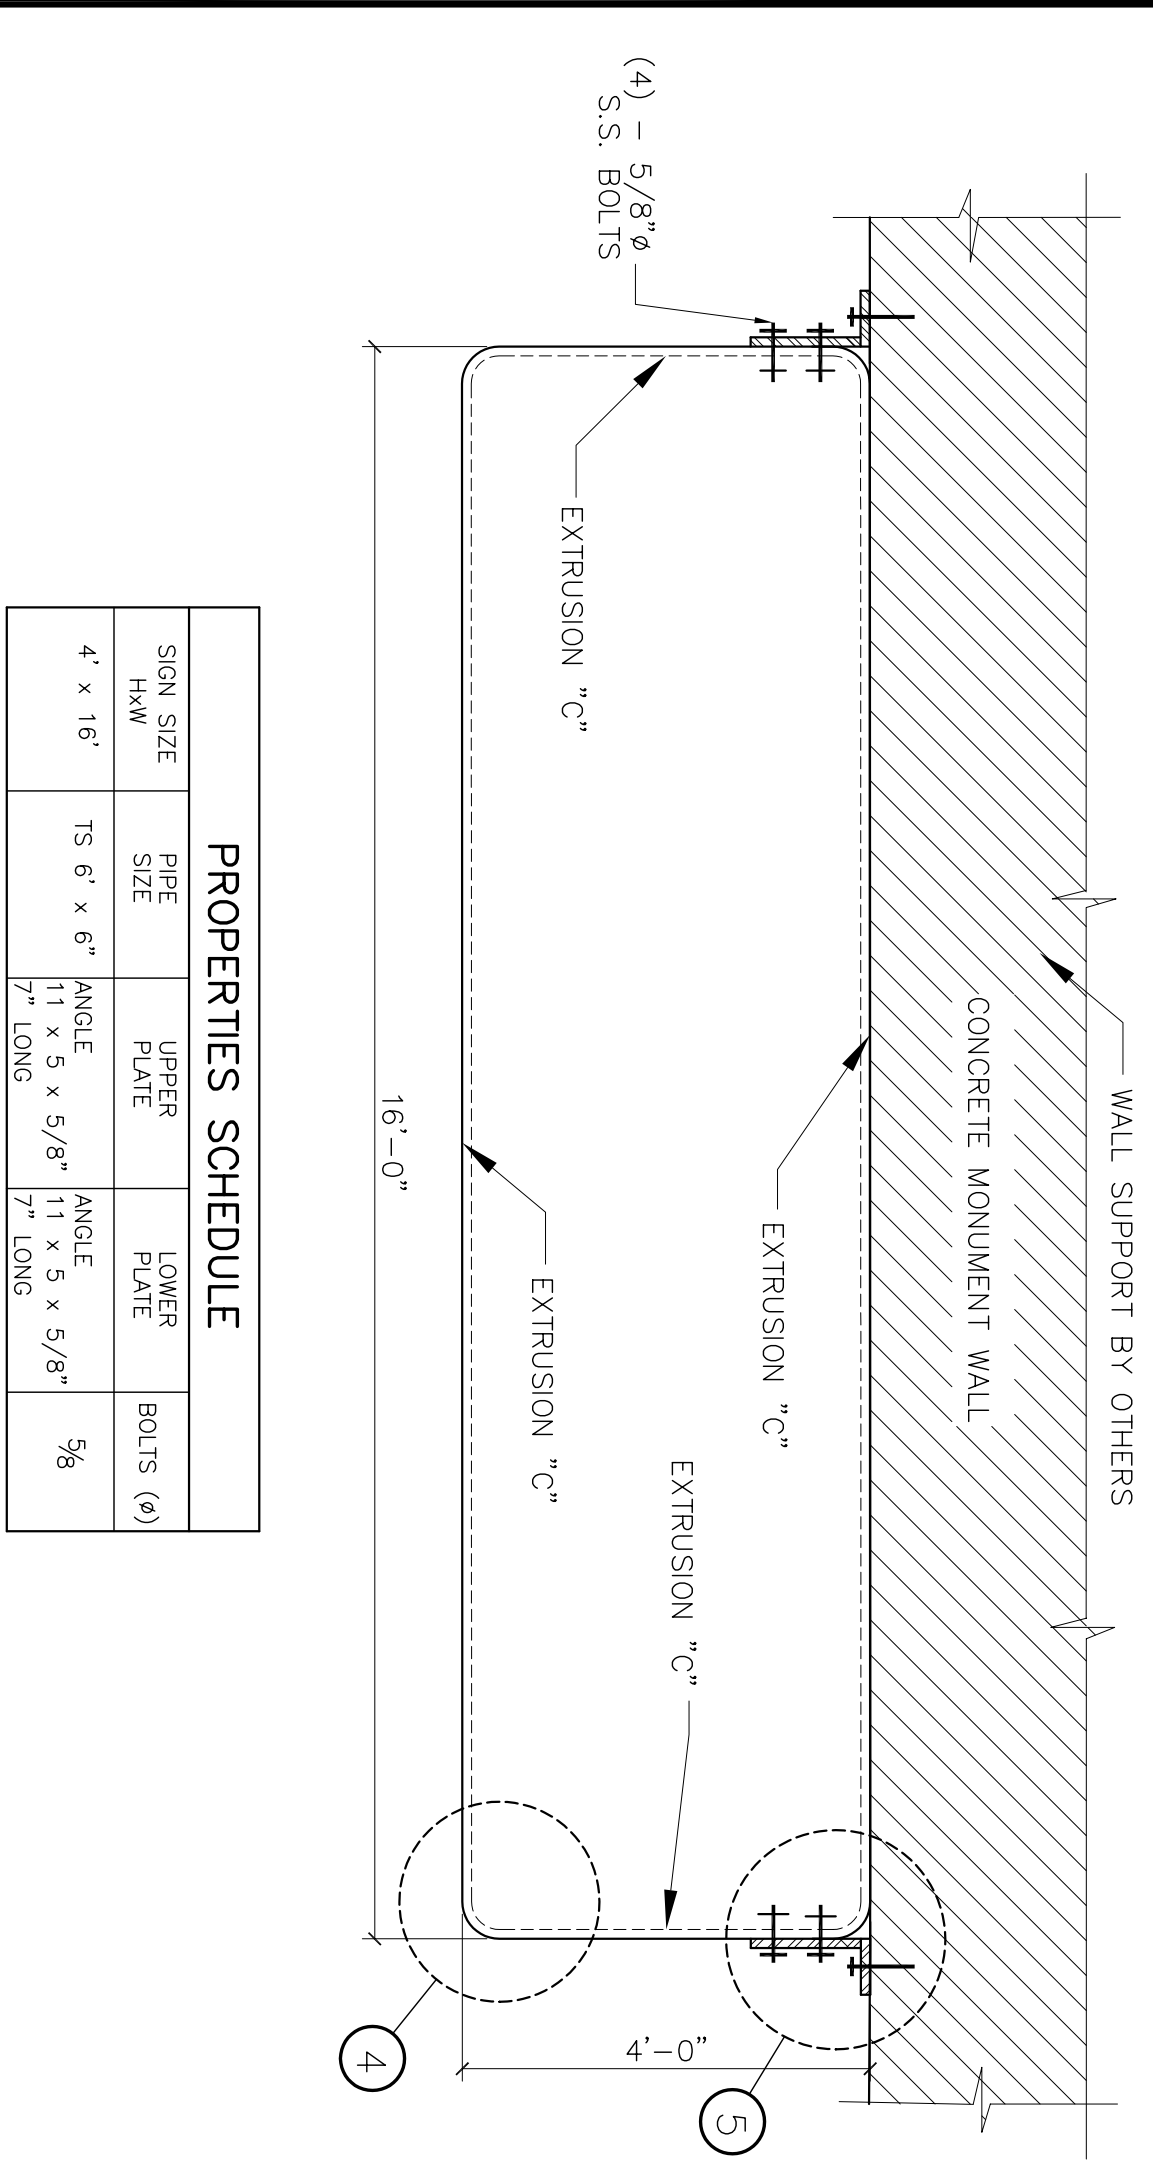 WALL SUPPORT BY OTHERS
CONCRETE MONUMENT WALL
EXTRUSION "C"
EXTRUSION "C"
(4) - 5/8"ø
S.S. BOLTS
EXTRUSION "C"
EXTRUSION "C"
4'-0"
5
4
16'-0"
PROPERTIES SCHEDULE
SIGN SIZE
HxW
PIPE
SIZE
UPPER
PLATE
LOWER
PLATE
BOLTS (ø)
4' x 16'
TS 6' x 6"
ANGLE
11 x 5 x 5/8"
7" LONG
ANGLE
11 x 5 x 5/8"
7" LONG
5/8